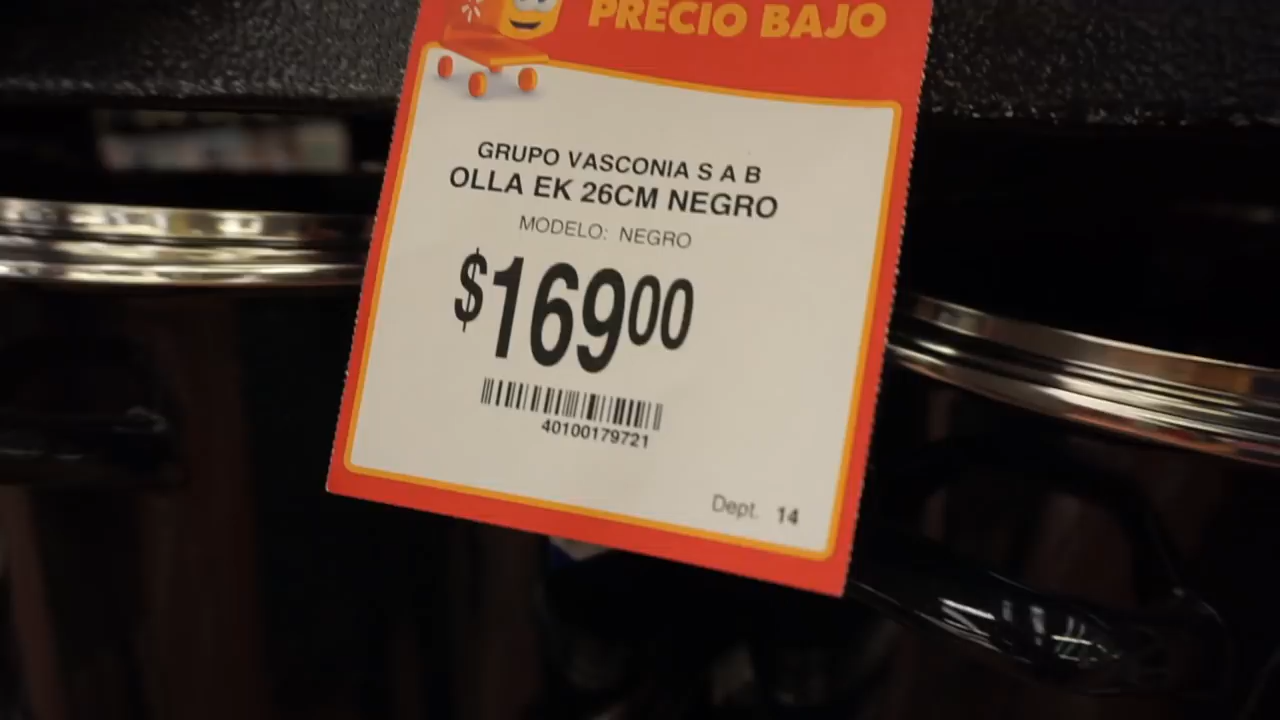 PRECIO BAJO
GRUPO VASCONIA S A B
OLLA EK 26CM NEGRO
MODELO: NEGRO
$16900
40100179721
Dept. 14